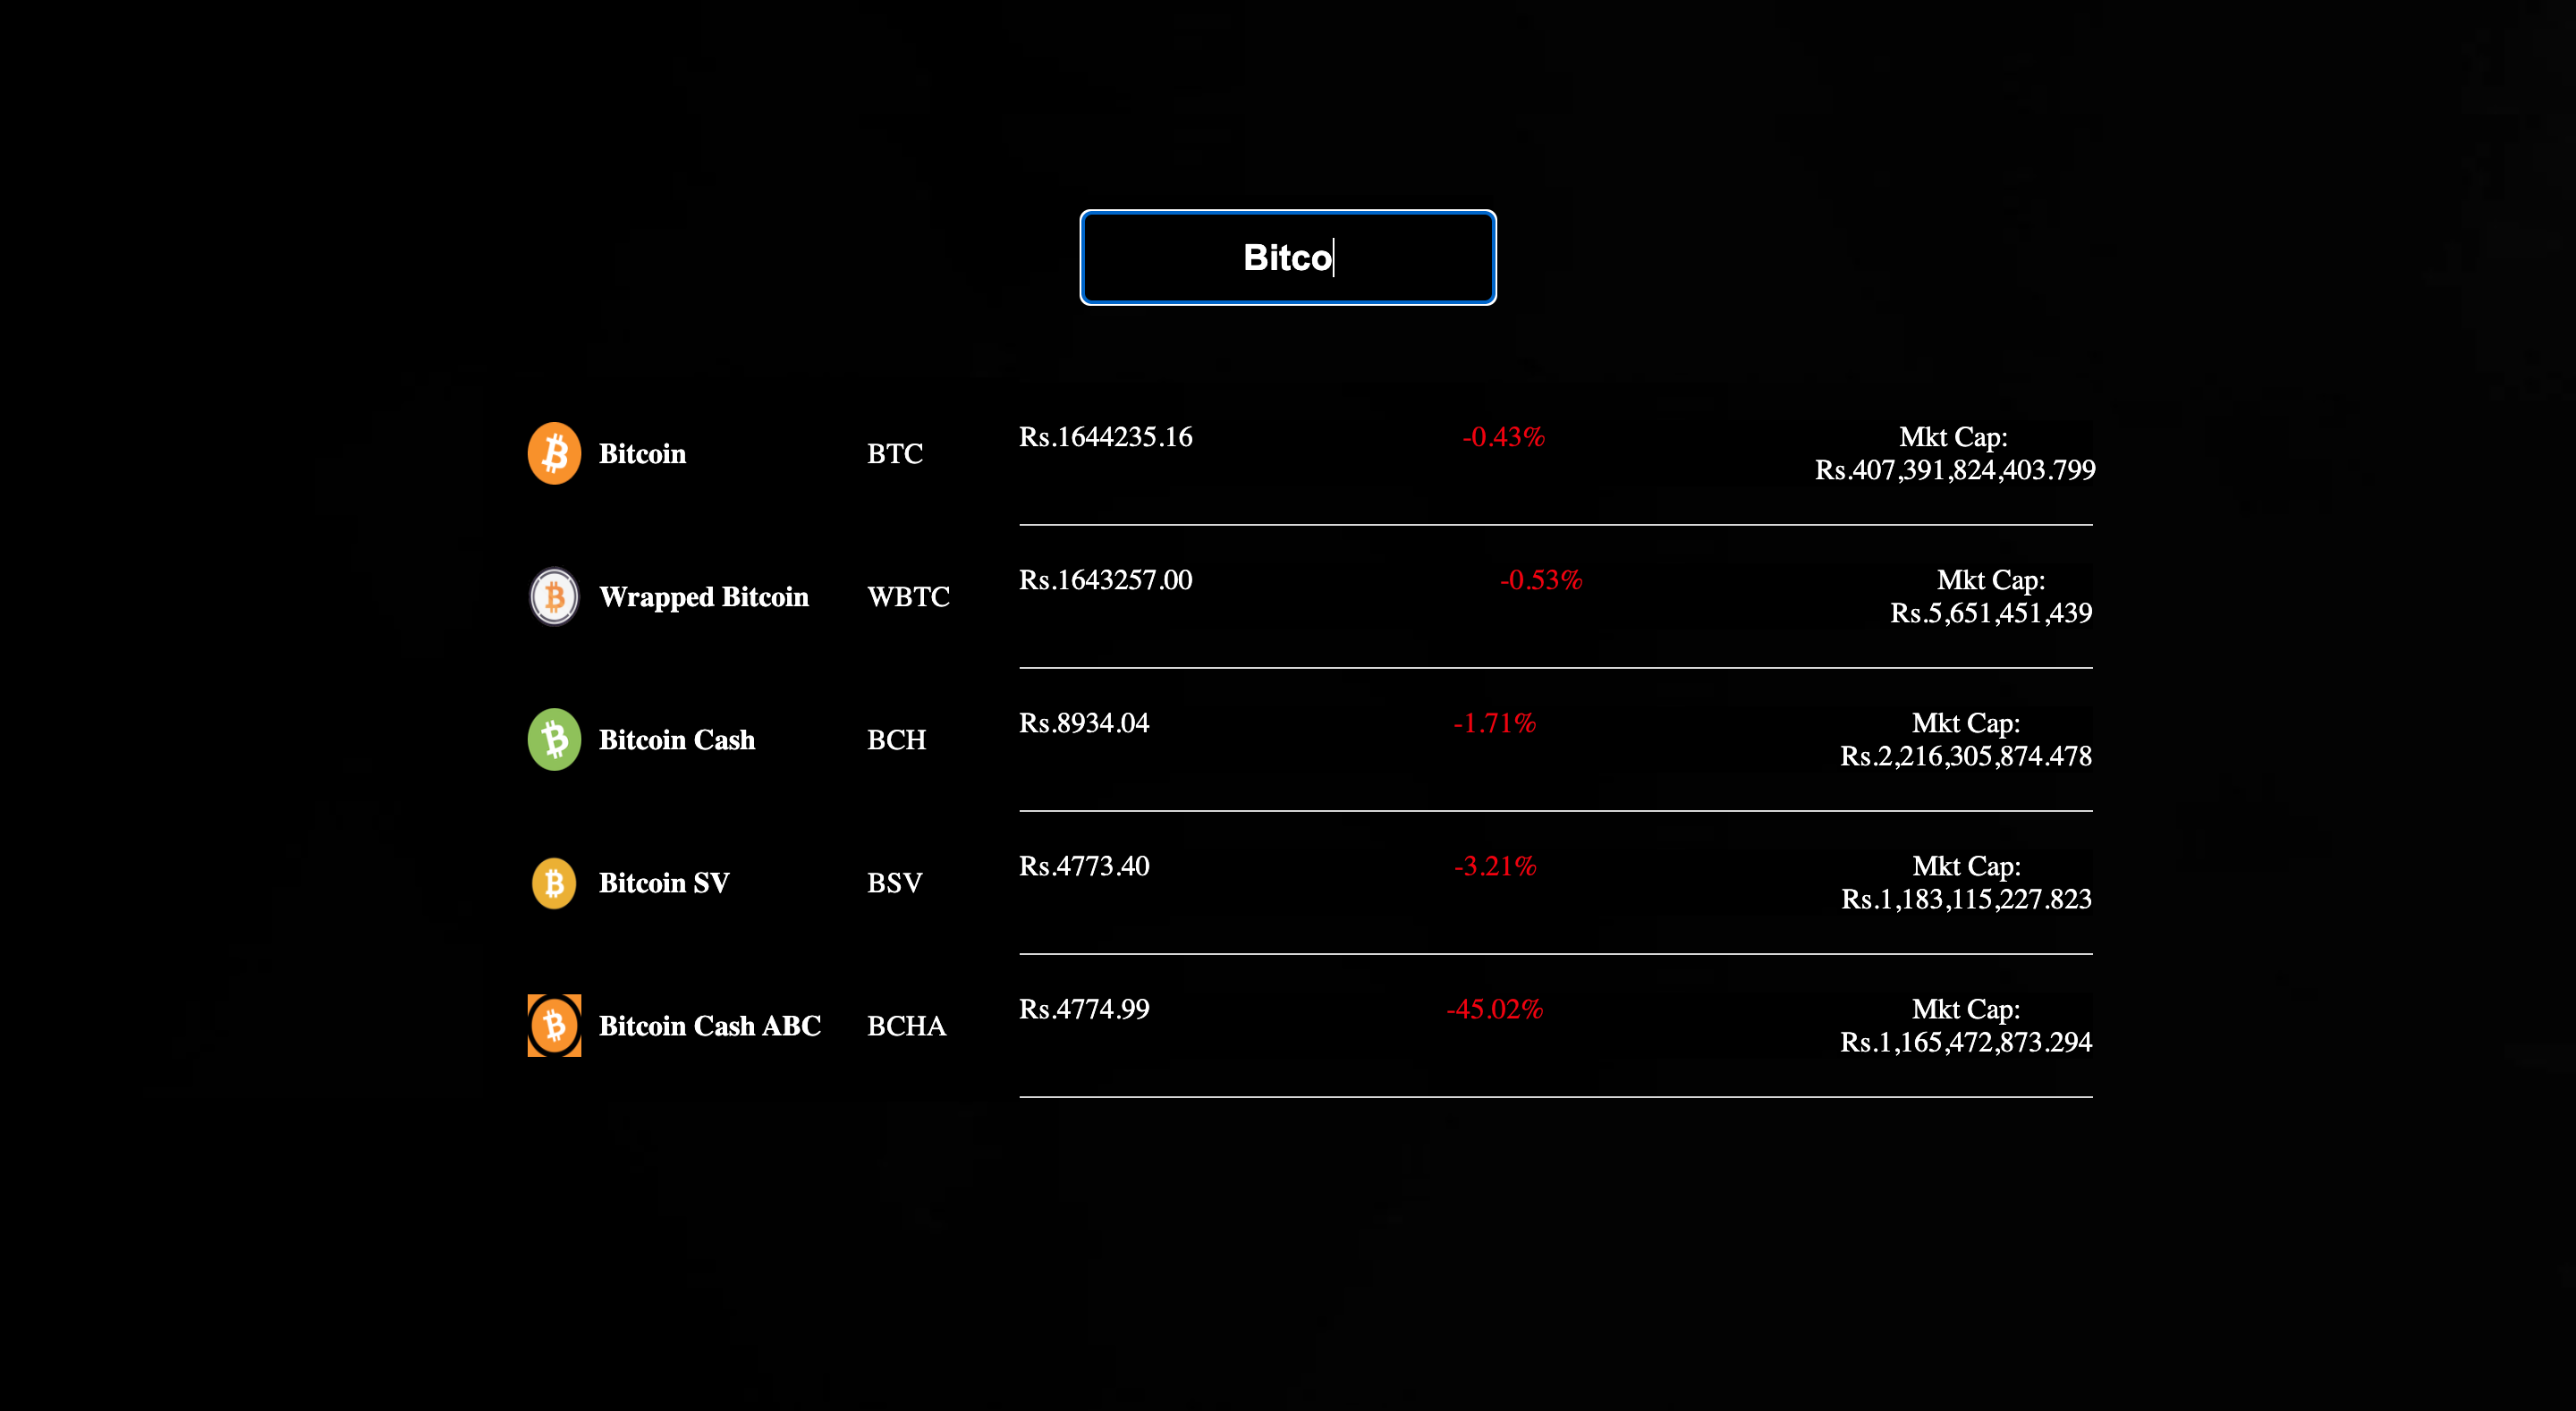 Bitco
Bitcoin BTC Rs.1644235.16 -0.43% Mkt Cap:
Rs.407,391,824,403.799
Wrapped Bitcoin WBTC Rs.1643257.00 -0.53% Mkt Cap:
Rs.5,651,451,439
Bitcoin Cash BCH Rs.8934.04 -1.71% Mkt Cap:
Rs.2,216,305,874.478
Bitcoin SV BSV Rs.4773.40 -3.21% Mkt Cap:
Rs.1,183,115,227.823
Bitcoin Cash ABC BCHA Rs.4774.99 -45.02% Mkt Cap:
Rs.1,165,472,873.294